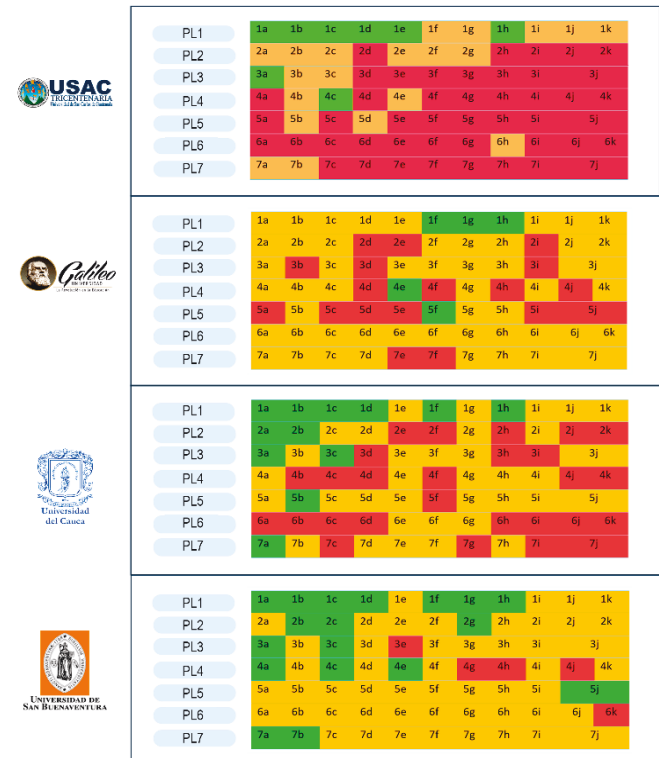 PL1 1a 1b 1c 1d 1e 1f 1g 1h 1i 1j 1k
PL2 2a 2b 2c 2d 2e 2f 2g 2h 2i 2j 2k
PL3 3a 3b 3c 3d 3e 3f 3g 3h 3i 3j
USAC
TRICENTENARIA
PL4 4a 4b 4c 4d 4e 4f 4g 4h 4i 4j 4k
PL5 5a 5b 5c 5d 5e 5f 5g 5h 5i 5j
PL6 6a 6b 6c 6d 6e 6f 6g 6h 6i 6j 6k
PL7 7a 7b 7c 7d 7e 7f 7g 7h 7i 7j
PL1 1a 1b 1c 1d 1e 1f 1g 1h 1i 1j 1k
PL2 2a 2b 2c 2d 2e 2f 2g 2h 2i 2j 2k
PL3 3a 3b 3c 3d 3e 3f 3g 3h 3i 3j
Galileo
UNIVERSIDAD
PL4 4a 4b 4c 4d 4e 4f 4g 4h 4i 4j 4k
PL5 5a 5b 5c 5d 5e 5f 5g 5h 5i 5j
PL6 6a 6b 6c 6d 6e 6f 6g 6h 6i 6j 6k
PL7 7a 7b 7c 7d 7e 7f 7g 7h 7i 7j
PL1 1a 1b 1c 1d 1e 1f 1g 1h 1i 1j 1k
PL2 2a 2b 2c 2d 2e 2f 2g 2h 2i 2j 2k
PL3 3a 3b 3c 3d 3e 3f 3g 3h 3i 3j
PL4 4a 4b 4c 4d 4e 4f 4g 4h 4i 4j 4k
PL5 5a 5b 5c 5d 5e 5f 5g 5h 5i 5j
Universidad
del Cauca
PL6 6a 6b 6c 6d 6e 6f 6g 6h 6i 6j 6k
PL7 7a 7b 7c 7d 7e 7f 7g 7h 7i 7j
PL1 1a 1b 1c 1d 1e 1f 1g 1h 1i 1j 1k
PL2 2a 2b 2c 2d 2e 2f 2g 2h 2i 2j 2k
PL3 3a 3b 3c 3d 3e 3f 3g 3h 3i 3j
PL4 4a 4b 4c 4d 4e 4f 4g 4h 4i 4j 4k
PL5 5a 5b 5c 5d 5e 5f 5g 5h 5i 5j
UNIVERSIDAD DE
SAN BUENAVENTURA
PL6 6a 6b 6c 6d 6e 6f 6g 6h 6i 6j 6k
PL7 7a 7b 7c 7d 7e 7f 7g 7h 7i 7j